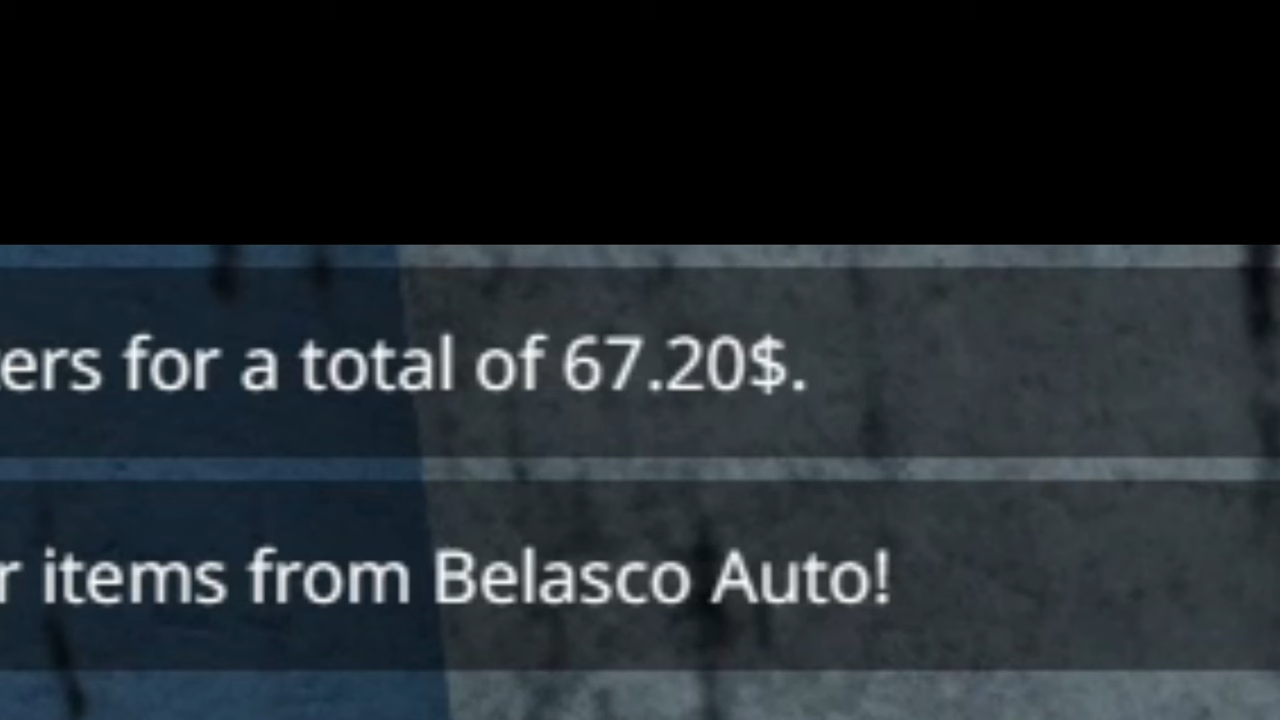 ers for a total of 67.20$.
r items from Belasco Auto!